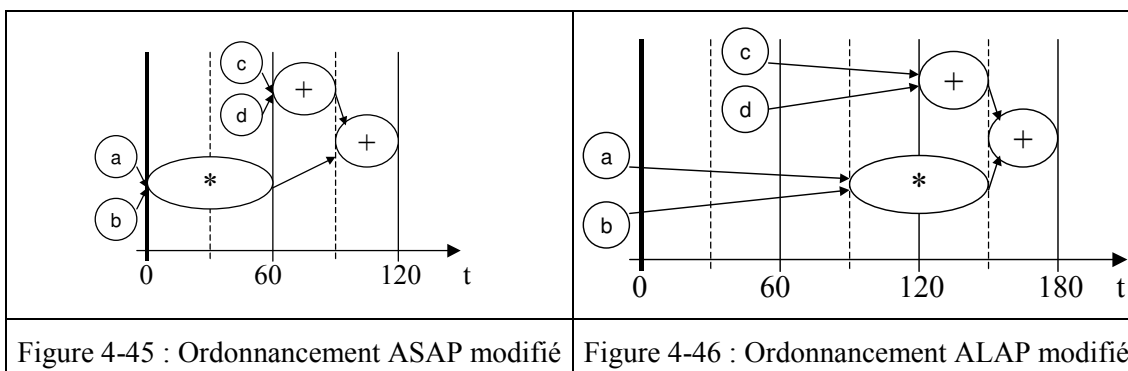 c
+
d
+
a
*
b
0
60
120
t
Figure 4-45 : Ordonnancement ASAP modifié
c
+
d
a
+
*
b
0
60
120
180
t
Figure 4-46 : Ordonnancement ALAP modifié